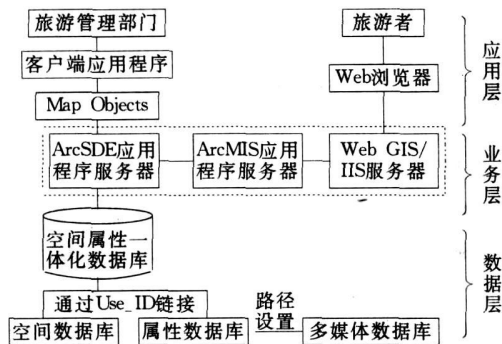 旅游管理部门
旅游者
客户端应用程序
Web浏览器
Map Objects
应用层
ArcSDE应用
程序服务器
ArcMIS应用
程序服务器
Web GIS/
IIS服务器
业务层
空间属性一
体化数据库
通过Use_ID链接
路径
设置
空间数据库
属性数据库
多媒体数据库
数据层